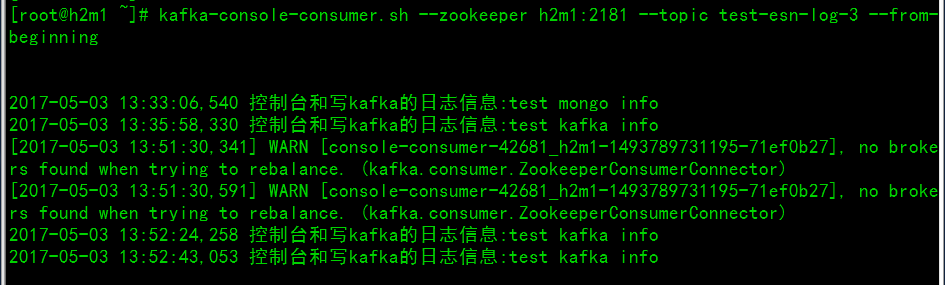 [root@h2m1 ~]# kafka-console-consumer.sh --zookeeper h2m1:2181 --topic test-esn-log-3 --from-
beginning
2017-05-03 13:33:06,540 控制台和写kafka的日志信息:test mongo info
2017-05-03 13:35:58,330 控制台和写kafka的日志信息:test kafka info
[2017-05-03 13:51:30,341] WARN [console-consumer-42681_h2m1-1493789731195-71ef0b27], no broke
rs found when trying to rebalance. (kafka.consumer.ZookeeperConsumerConnector)
[2017-05-03 13:51:30,591] WARN [console-consumer-42681_h2m1-1493789731195-71ef0b27], no broke
rs found when trying to rebalance. (kafka.consumer.ZookeeperConsumerConnector)
2017-05-03 13:52:24,258 控制台和写kafka的日志信息:test kafka info
2017-05-03 13:52:43,053 控制台和写kafka的日志信息:test kafka info